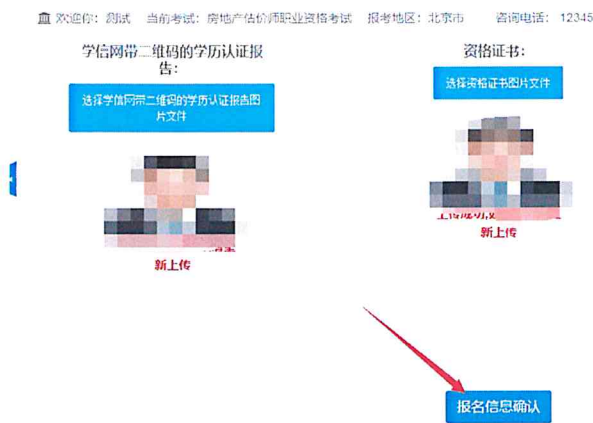 欢迎你：测试 当前考试：房地产估价师职业资格考试 报考地区：北京市 咨询电话：12345
学信网带二维码的学历认证报
告：
选择学信网带二维码的学历认证报告图
片文件
新上传
资格证书：
选择资格证书图片文件
新上传
报名信息确认